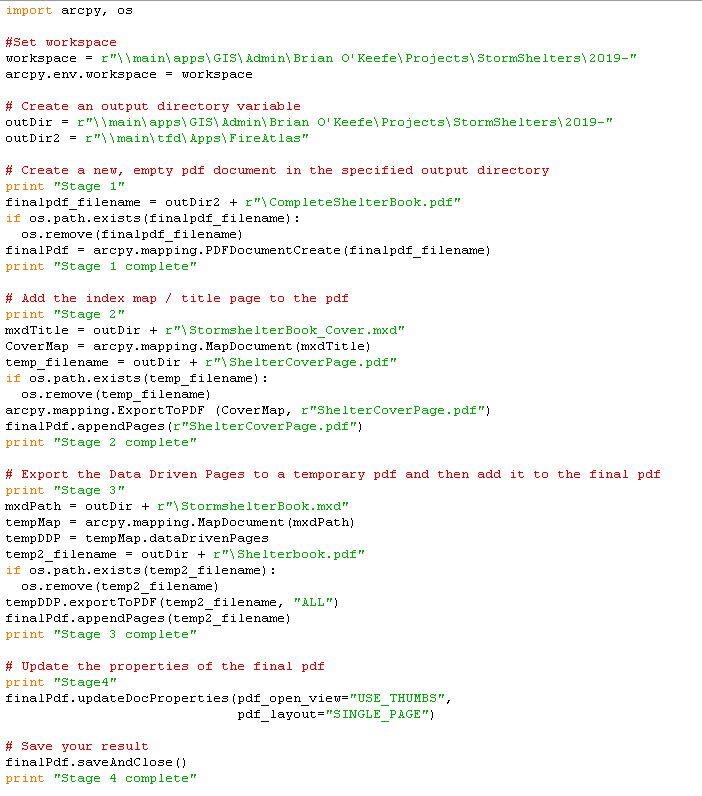 import arcpy, os
#Set workspace
workspace = r"\\main\apps\GIS\Admin\Brian O'Keefe\Projects\StormShelters\2019-"
arcpy.env.workspace = workspace
# Create an output directory variable
outDir = r"\\main\apps\GIS\Admin\Brian O'Keefe\Projects\StormShelters\2019-"
outDir2 = r"\\main\tfd\Apps\FireAtlas"
# Create a new, empty pdf document in the specified output directory
print "Stage 1"
finalpdf_filename = outDir2 + r"\CompleteShelterBook.pdf"
if os.path.exists(finalpdf_filename):
  os.remove(finalpdf_filename)
finalPdf = arcpy.mapping.PDFDocumentCreate(finalpdf_filename)
print "Stage 1 complete"
# Add the index map / title page to the pdf
print "Stage 2"
mxdTitle = outDir + r"\StormshelterBook_Cover.mxd"
CoverMap = arcpy.mapping.MapDocument(mxdTitle)
temp_filename = outDir + r"\ShelterCoverPage.pdf"
if os.path.exists(temp_filename):
  os.remove(temp_filename)
arcpy.mapping.ExportToPDF (CoverMap, r"ShelterCoverPage.pdf")
finalPdf.appendPages(r"ShelterCoverPage.pdf")
print "Stage 2 complete"
# Export the Data Driven Pages to a temporary pdf and then add it to the final pdf
print "Stage 3"
mxdPath = outDir + r"\StormshelterBook.mxd"
tempMap = arcpy.mapping.MapDocument(mxdPath)
tempDDP = tempMap.dataDrivenPages
temp2_filename = outDir + r"\Shelterbook.pdf"
if os.path.exists(temp2_filename):
  os.remove(temp2_filename)
tempDDP.exportToPDF(temp2_filename, "ALL")
finalPdf.appendPages(temp2_filename)
print "Stage 3 complete"
# Update the properties of the final pdf
print "Stage4"
finalPdf.updateDocProperties(pdf_open_view="USE_THUMBS",
                             pdf_layout="SINGLE_PAGE")
# Save your result
finalPdf.saveAndClose()
print "Stage 4 complete"